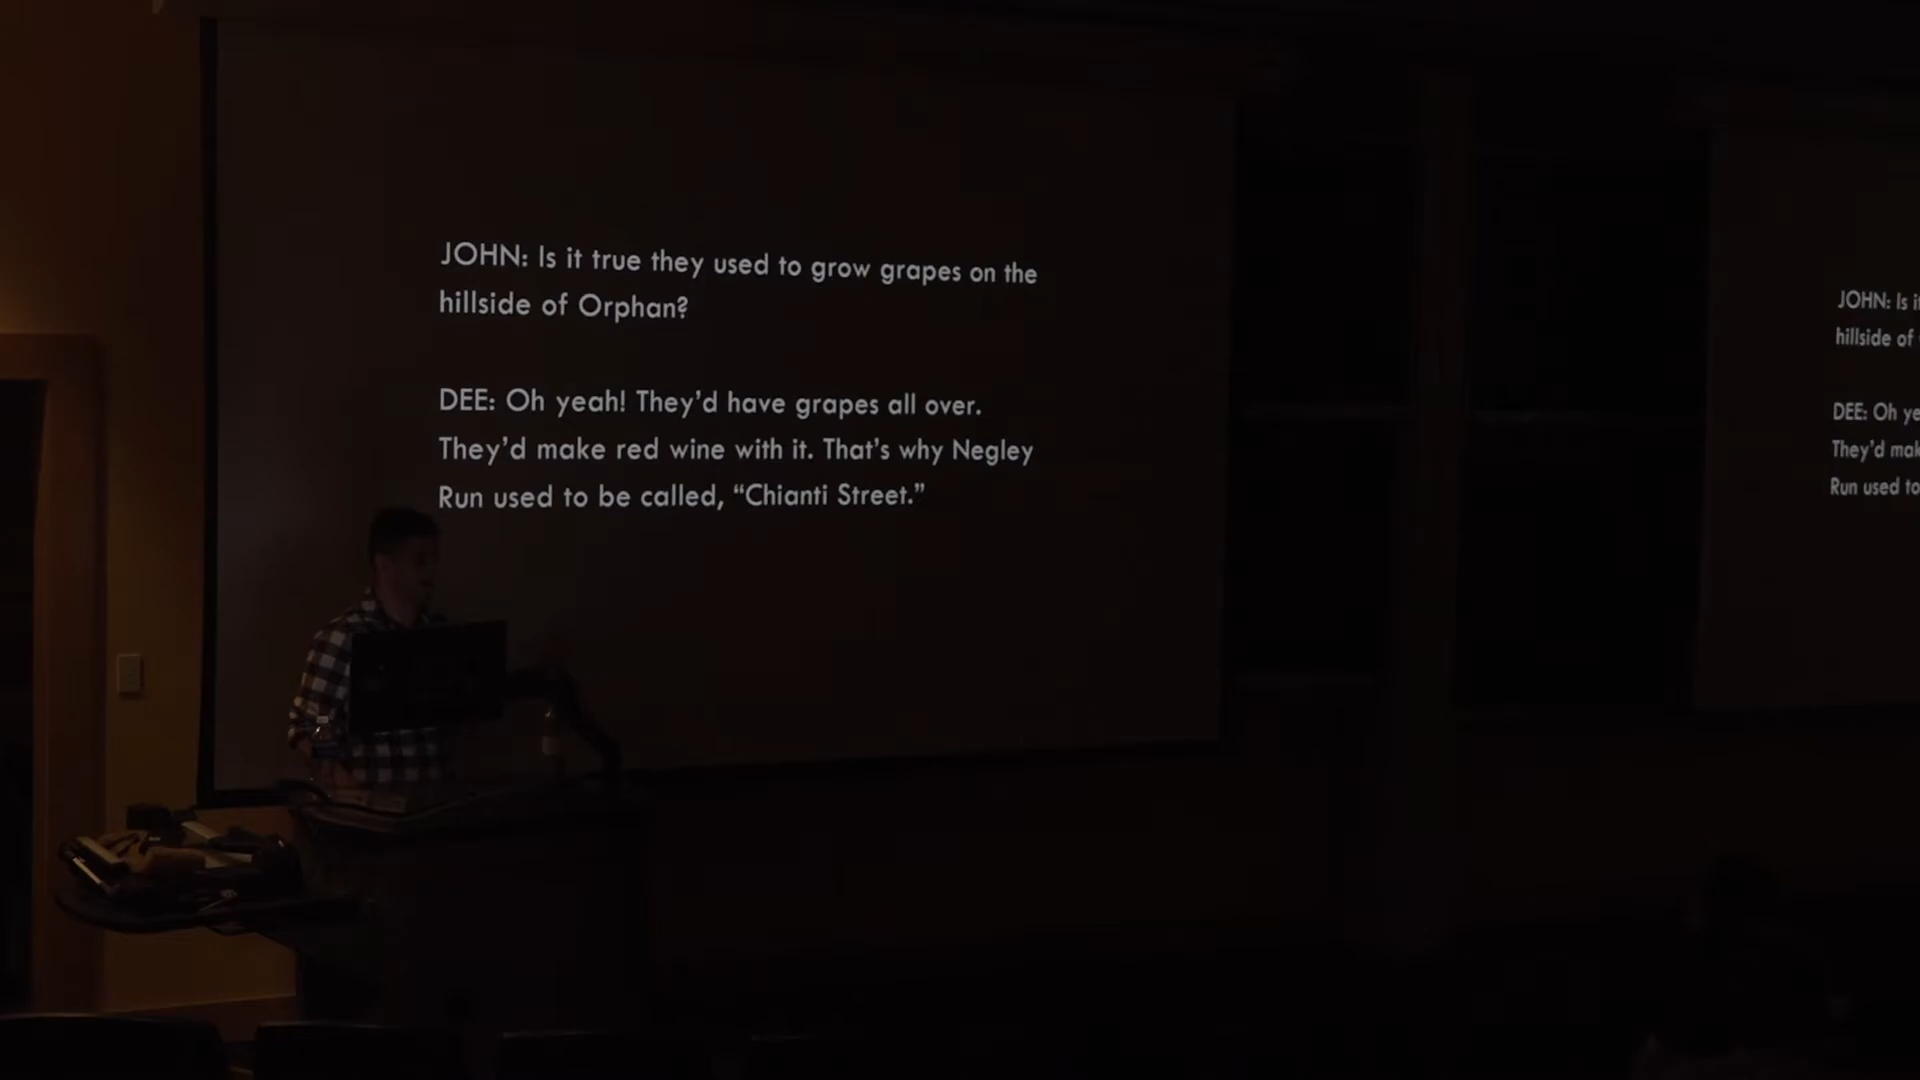 JOHN: Is it true they used to grow grapes on the
hillside of Orphan?
DEE: Oh yeah! They'd have grapes all over.
They'd make red wine with it. That's why Negley
Run used to be called, “Chianti Street.”
JOHN: Is it
hillside of
DEE: Oh ye
They'd mak
Run used to